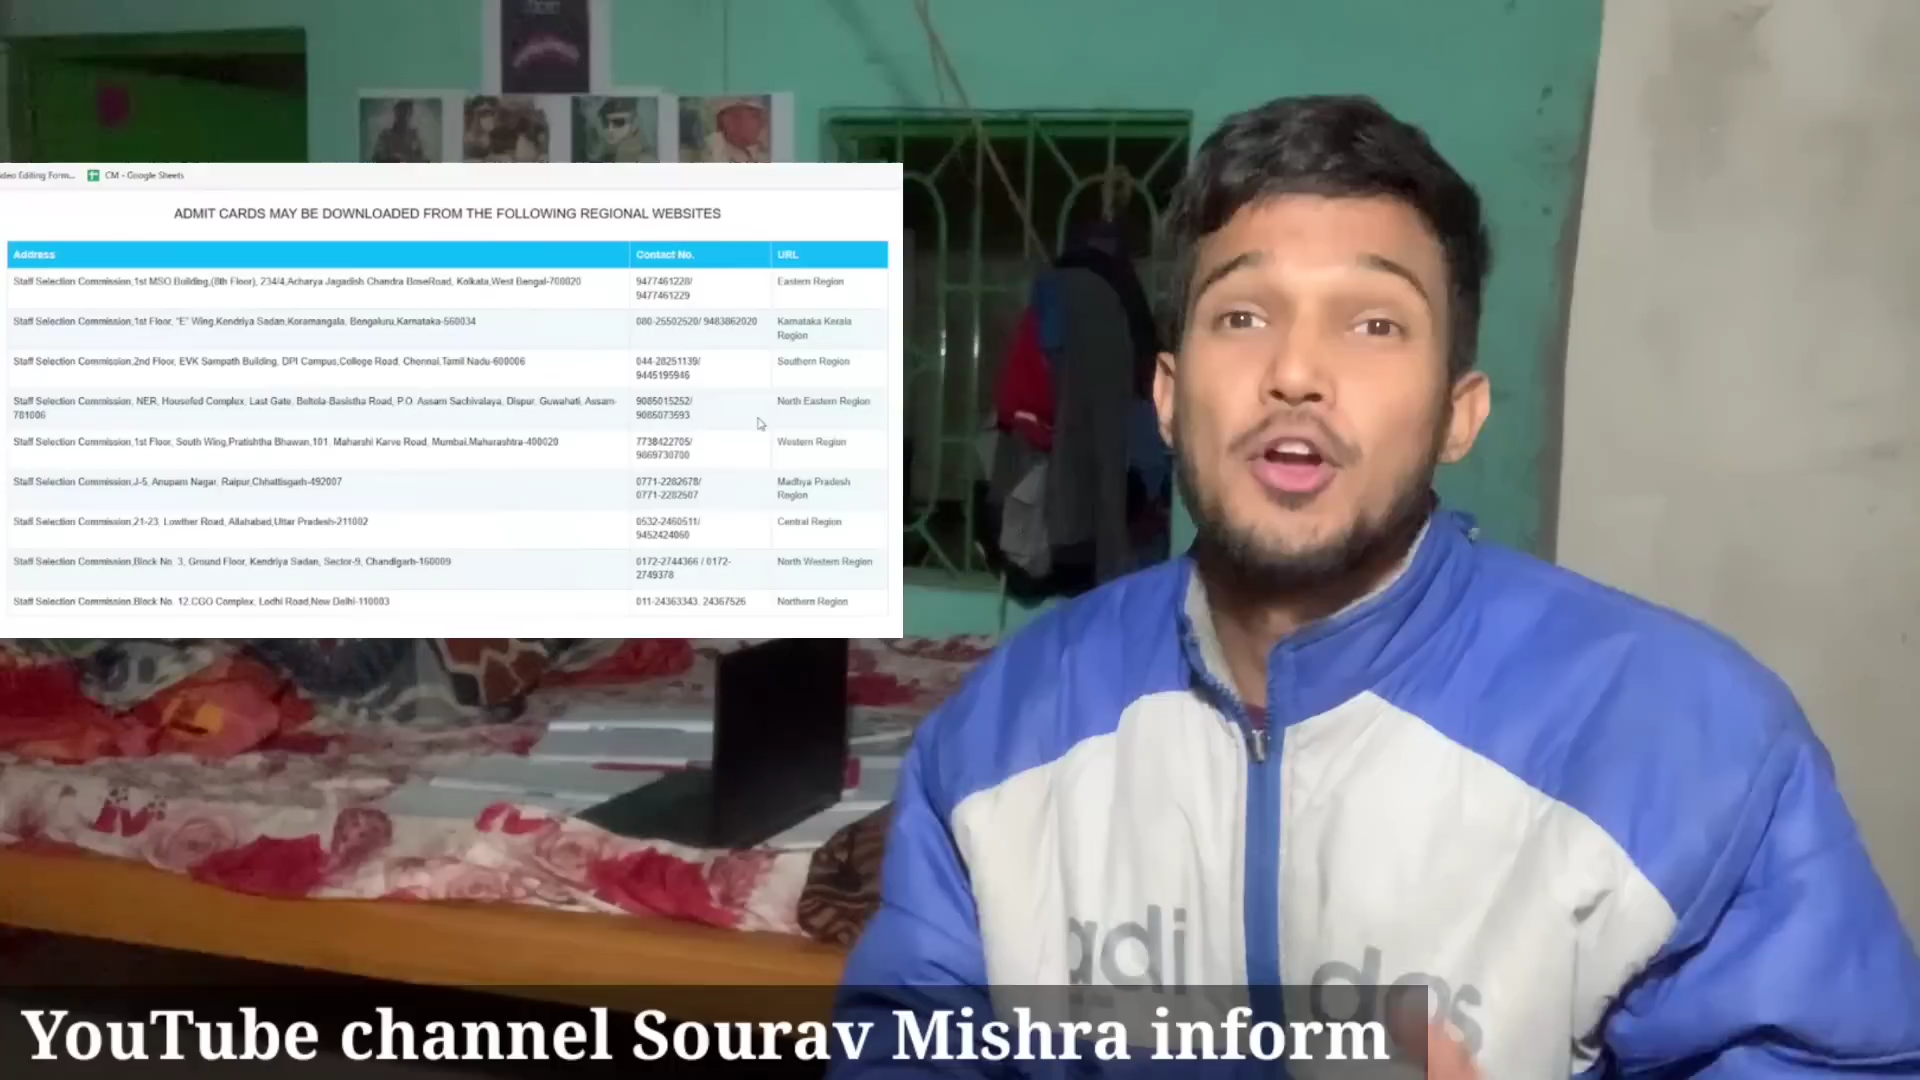 CM - Google Sheets
ADMIT CARDS MAY BE DOWNLOADED FROM THE FOLLOWING REGIONAL WEBSITES
Address Contact No. URL
Staff Selection Commission,1st MSO Building,(8th Floor), 234/4,Acharya Jagadish Chandra BoseRoad, Kolkata,West Bengal-700020 9477461228/ Eastern Region
9477461229
Staff Selection Commission,1st Floor, "E" Wing,Kendriya Sadan,Koramangala, Bengaluru,Karnataka-560034 080-25502520/ 9483862020 Karnataka Kerala
Region
Staff Selection Commission,2nd Floor, EVK Sampath Building, DPI Campus,College Road, Chennai,Tamil Nadu-600006 044-28251139/ Southern Region
9445195946
Staff Selection Commission, NER, Housefed Complex, Last Gate, Beltola-Basistha Road, P.O. Assam Sachivalaya, Dispur, Guwahati, Assam- 9085015252/ North Eastern Region
781006 9085073593
Staff Selection Commission,1st Floor, South Wing,Pratishtha Bhawan,101, Maharshi Karve Road, Mumbai,Maharashtra-400020 7738422705/ Western Region
9869730700
Staff Selection Commission,J-5, Anupam Nagar, Raipur,Chhattisgarh-492007 0771-2282678/ Madhya Pradesh
0771-2282507 Region
Staff Selection Commission,21-23, Lowther Road, Allahabad,Uttar Pradesh-211002 0532-2460511/ Central Region
9452424060
Staff Selection Commission,Block No. 3, Ground Floor, Kendriya Sadan, Sector-9, Chandigarh-160009 0172-2744366 / 0172- North Western Region
2749378
Staff Selection Commission,Block No. 12,CGO Complex, Lodhi Road,New Delhi-110003 011-24363343, 24367526 Northern Region
adidas
YouTube channel Sourav Mishra inform